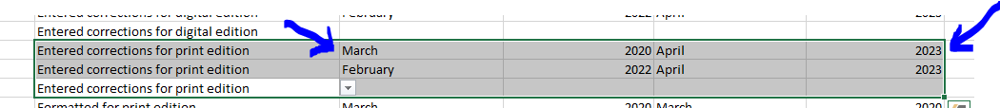 Entered corrections for digital edition February 2022 April 2023
Entered corrections for digital edition
Entered corrections for print edition March 2020 April 2023
Entered corrections for print edition February 2022 April 2023
Entered corrections for print edition
Formatted for print edition March 2020 March 2020